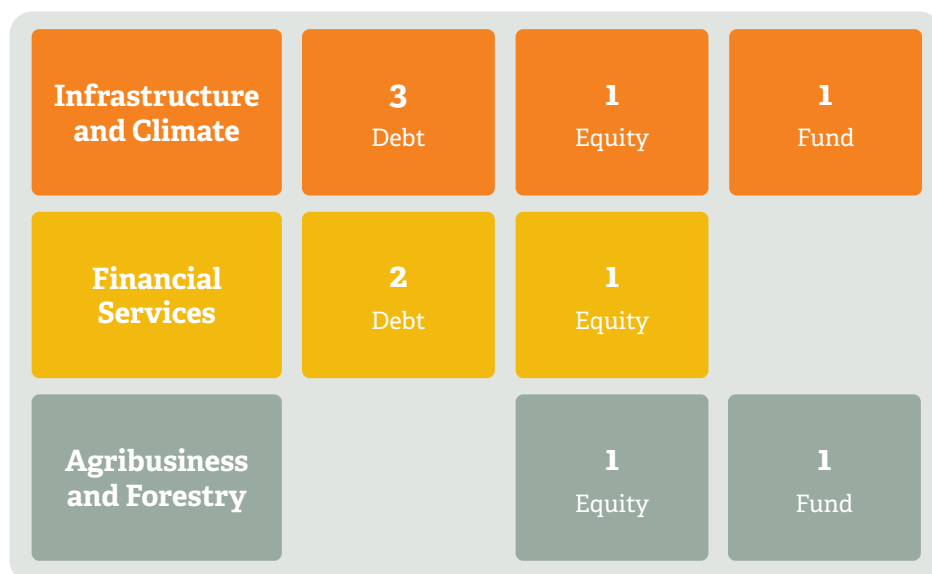 Infrastructure
and Climate
3
Debt
1
Equity
1
Fund
Financial
Services
2
Debt
1
Equity
Agribusiness
and Forestry
1
Equity
1
Fund